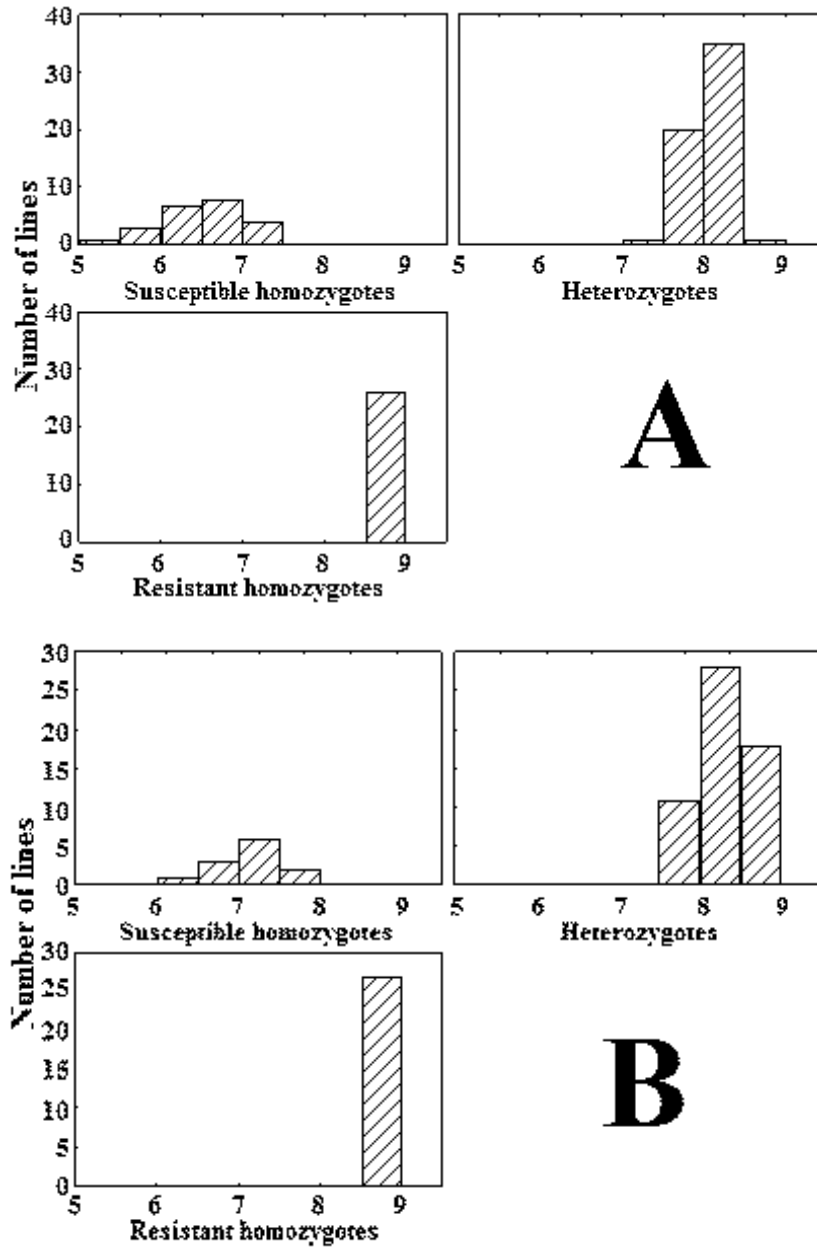 40
30
20
10
0
5 6 7 8 9
Susceptible homozygotes
5 6 7 8 9
Heterozygotes
Number of lines
40
30
20
10
0
5 6 7 8 9
Resistant homozygotes
A
30
25
20
15
10
5
0
5 6 7 8 9
Susceptible homozygotes
5 6 7 8 9
Heterozygotes
Number of lines
30
25
20
15
10
5
0
5 6 7 8 9
Resistant homozygotes
B